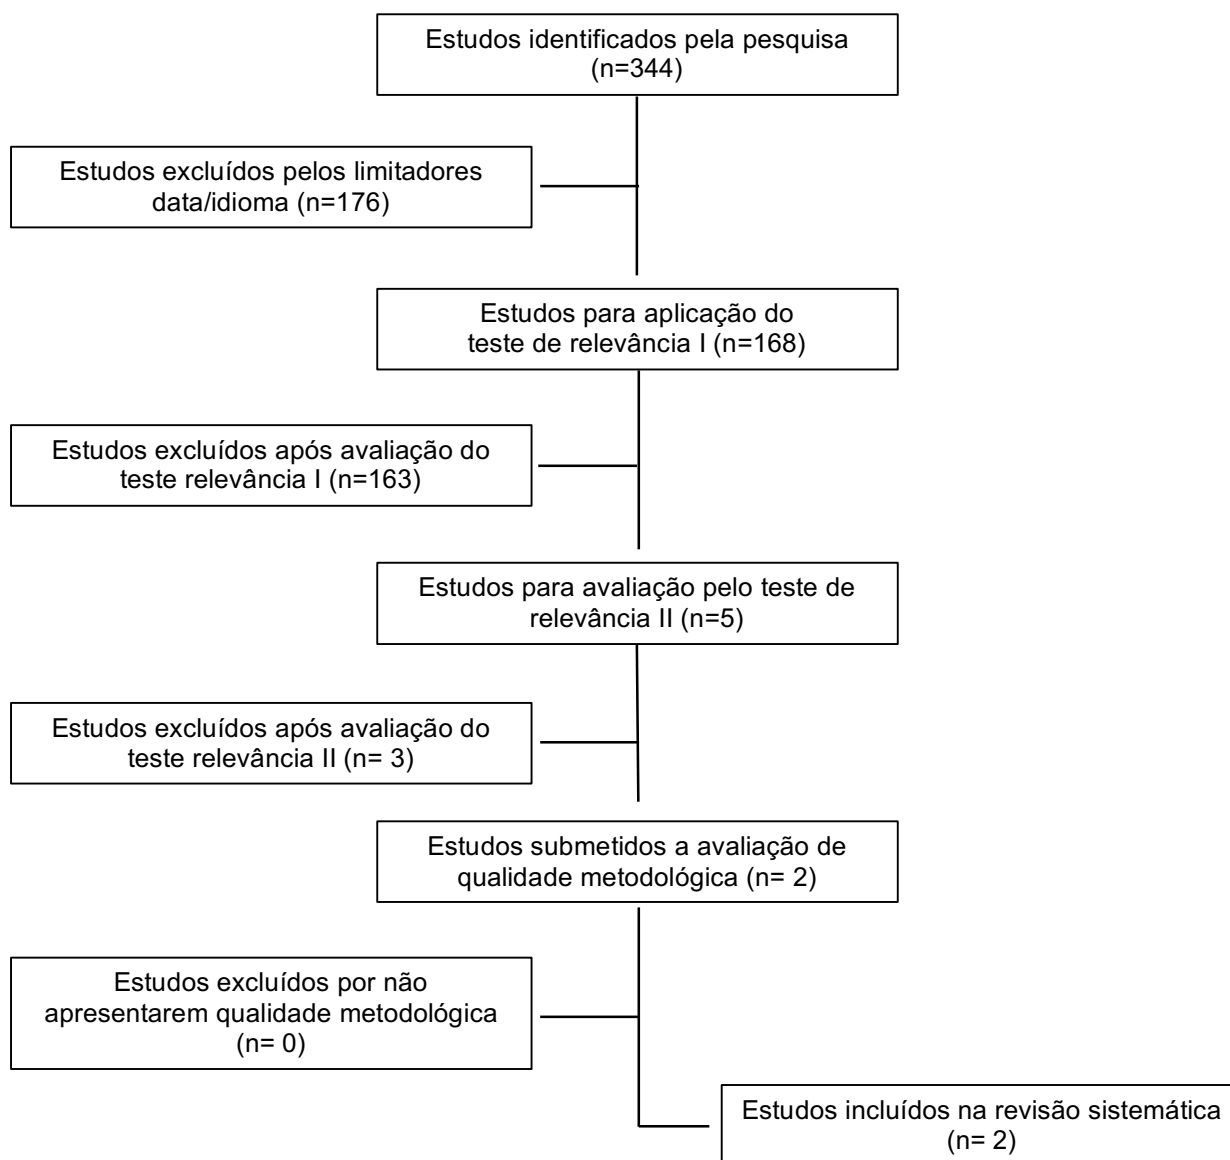 Estudos identificados pela pesquisa
(n=344)
Estudos excluídos pelos limitadores
data/idioma (n=176)
Estudos para aplicação do
teste de relevância I (n=168)
Estudos excluídos após avaliação do
teste relevância I (n=163)
Estudos para avaliação pelo teste de
relevância II (n=5)
Estudos excluídos após avaliação do
teste relevância II (n= 3)
Estudos submetidos a avaliação de
qualidade metodológica (n= 2)
Estudos excluídos por não
apresentarem qualidade metodológica
(n= 0)
Estudos incluídos na revisão sistemática
(n= 2)